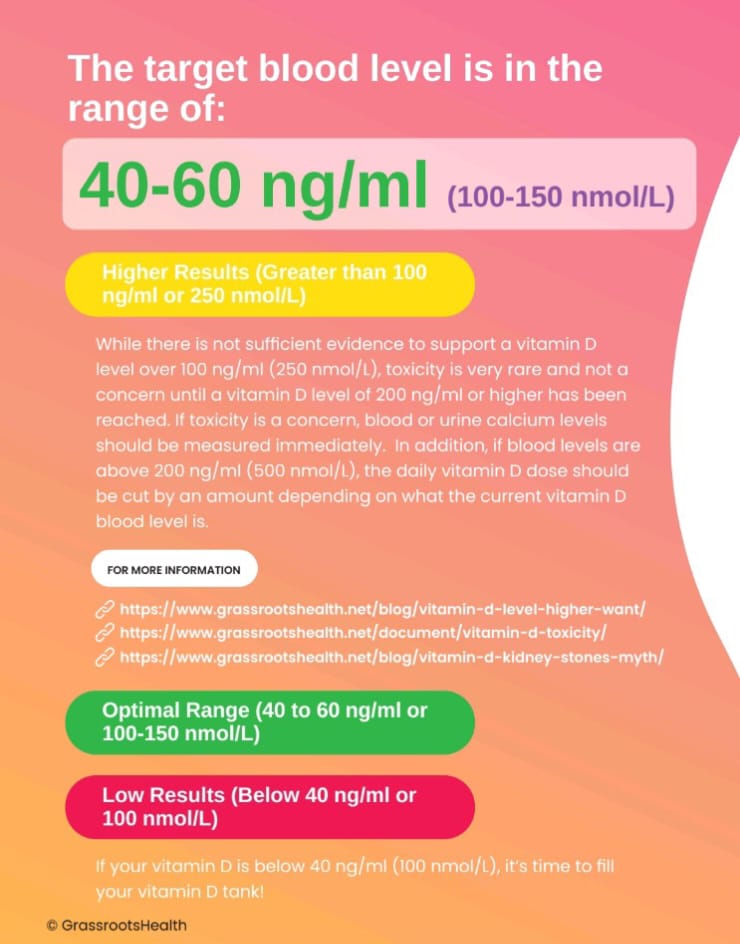 The target blood level is in the
range of:
40-60 ng/ml (100-150 nmol/L)
Higher Results (Greater than 100
ng/ml or 250 nmol/L)
While there is not sufficient evidence to support a vitamin D
level over 100 ng/ml (250 nmol/L), toxicity is very rare and not a
concern until a vitamin D level of 200 ng/ml or higher has been
reached. If toxicity is a concern, blood or urine calcium levels
should be measured immediately. In addition, if blood levels are
above 200 ng/ml (500 nmol/L), the daily vitamin D dose should
be cut by an amount depending on what the current vitamin D
blood level is.
FOR MORE INFORMATION
https://www.grassrootshealth.net/blog/vitamin-d-level-higher-want/
https://www.grassrootshealth.net/document/vitamin-d-toxicity/
https://www.grassrootshealth.net/blog/vitamin-d-kidney-stones-myth/
Optimal Range (40 to 60 ng/ml or
100-150 nmol/L)
Low Results (Below 40 ng/ml or
100 nmol/L)
If your vitamin D is below 40 ng/ml (100 nmol/L), it's time to fill
your vitamin D tank!
© GrassrootsHealth